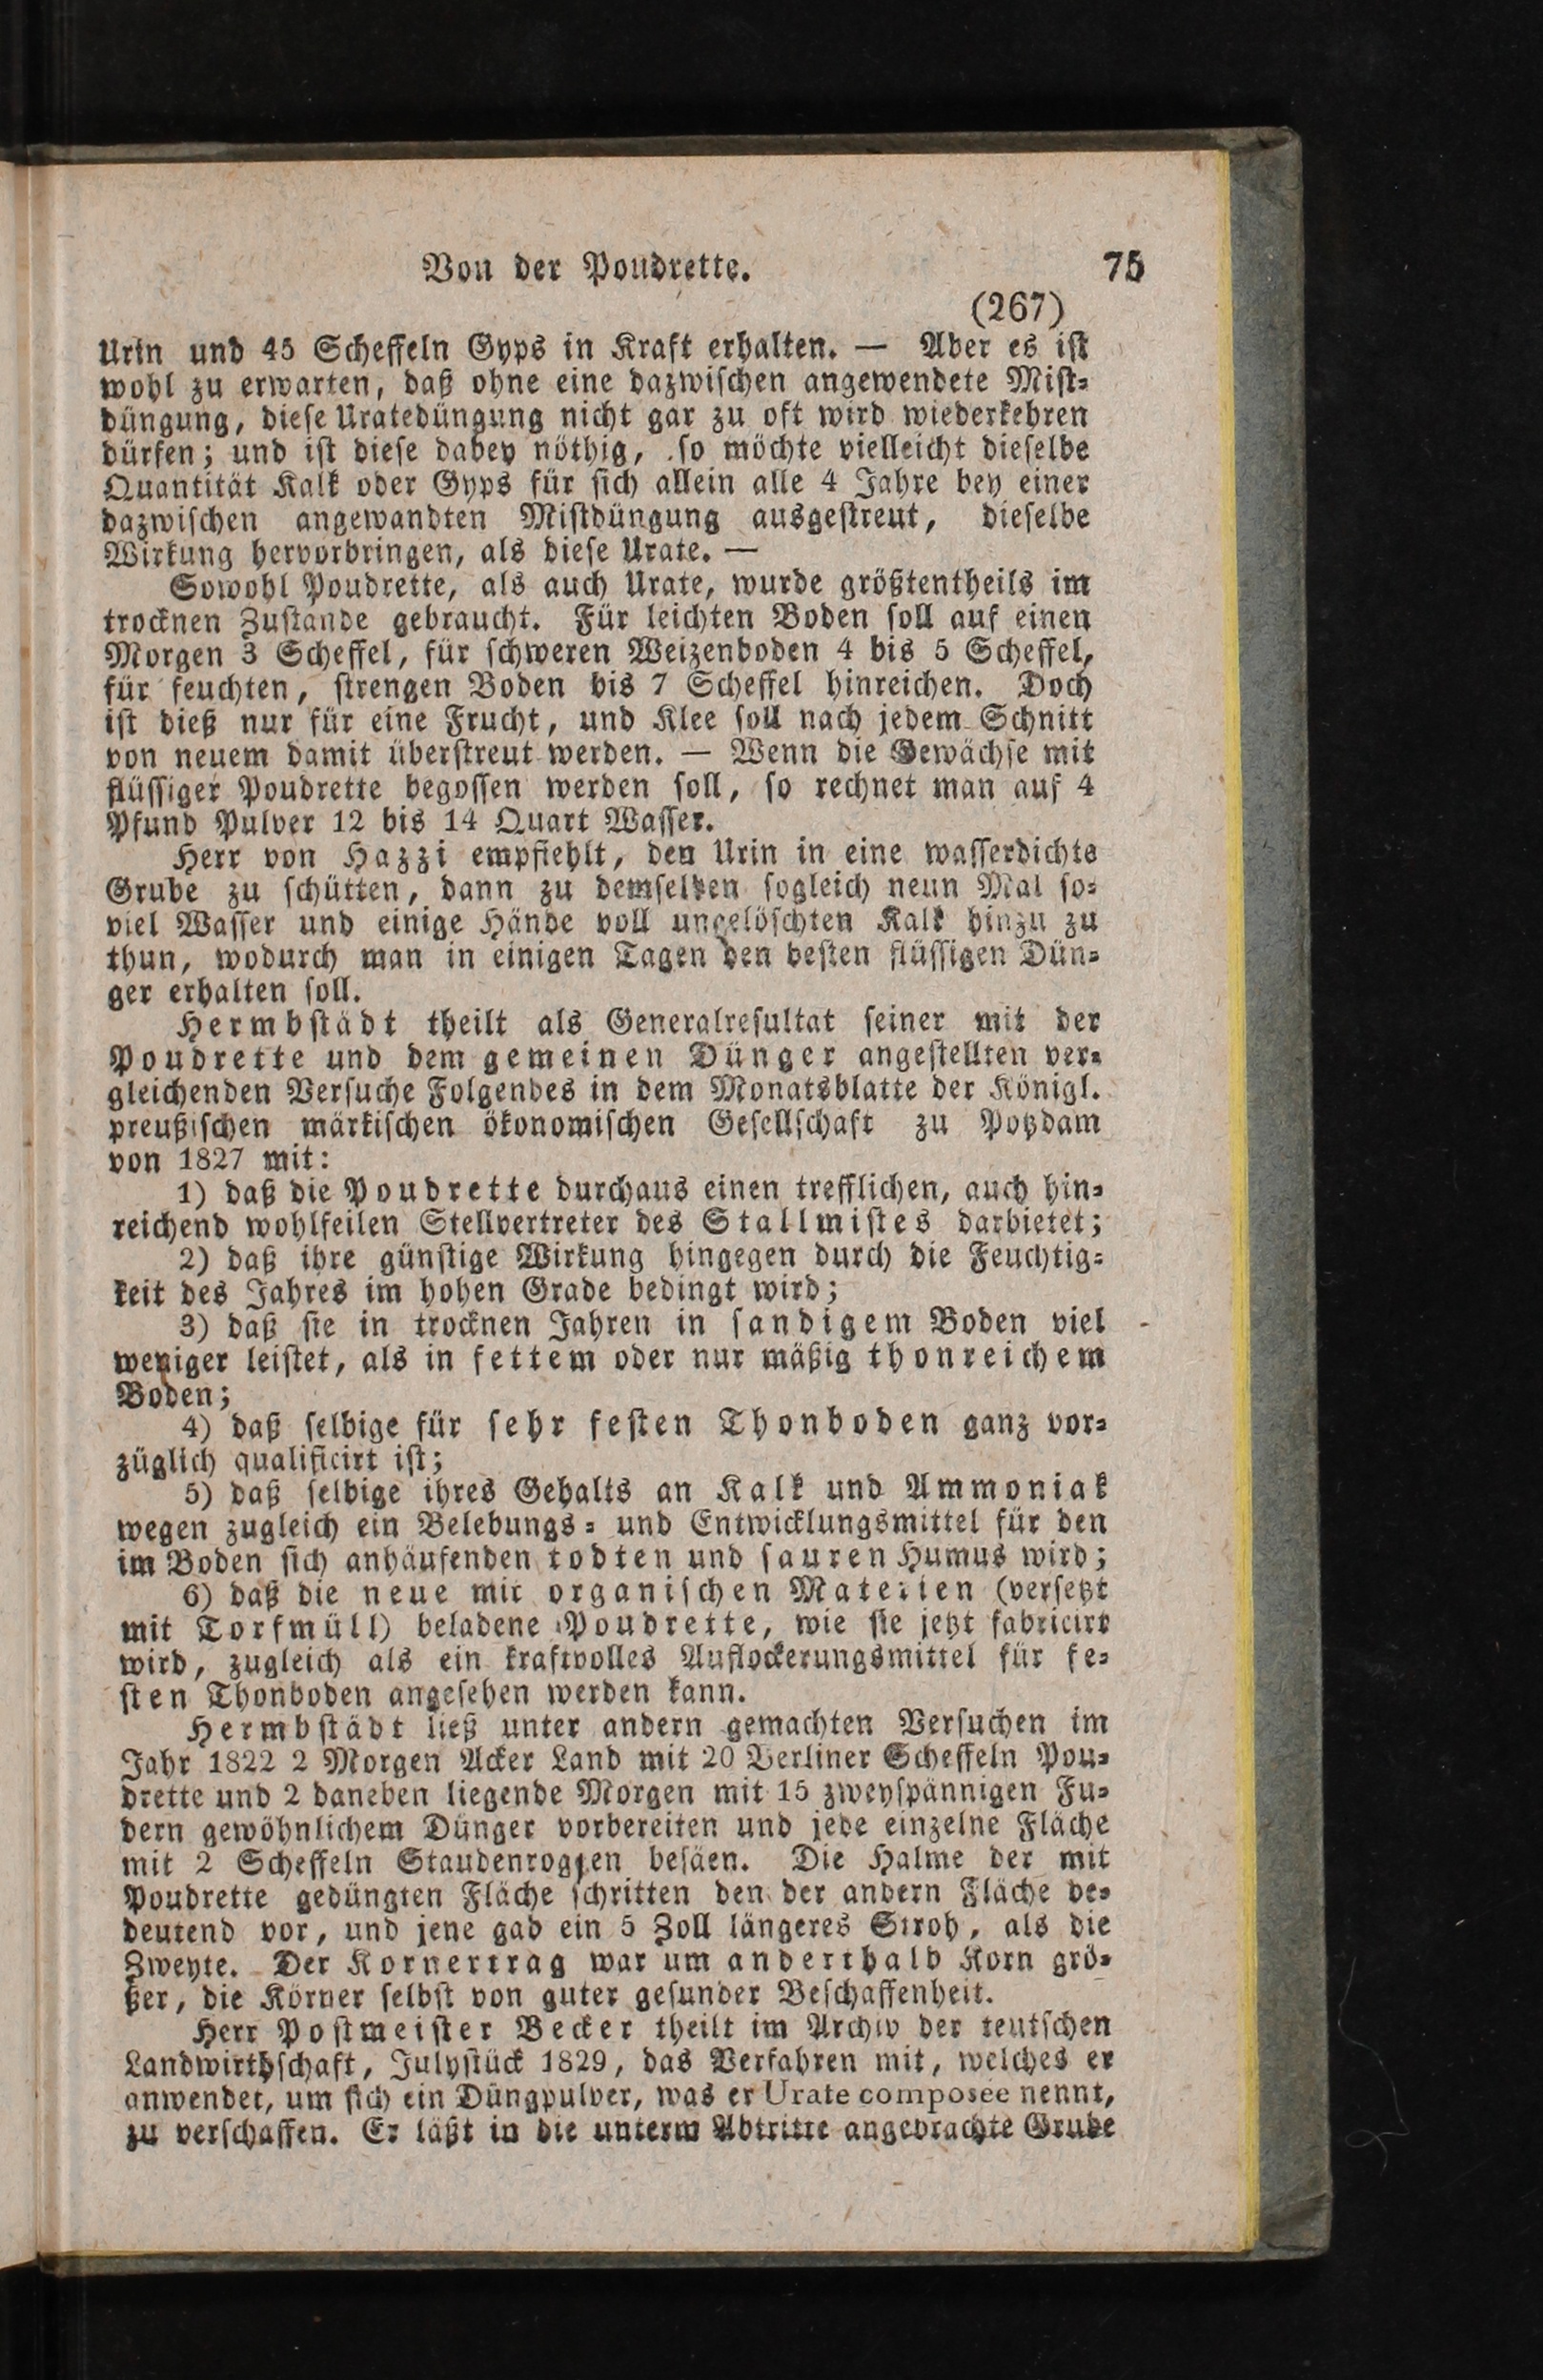 Von der Poudrette. 75
(267)
Urin und 45 Scheffeln Gyps in Kraft erhalten. — Aber es ist
wohl zu erwarten, daß ohne eine dazwischen angewendete Mist⸗
düngung, diese Uratedüngung nicht gar zu oft wird wiederkehren
dürfen; und ist diese dabey nöthig, so möchte vielleicht dieselbe
Quantität Kalk oder Gyps für sich allein alle 4 Jahre bey einer
dazwischen angewandten Mistdüngung ausgestreut, dieselbe
Wirkung hervorbringen, als diese Urate. —
Sowohl Poudrette, als auch Urate, wurde größtentheils im
trocknen Zustande gebraucht. Für leichten Boden soll auf einen
Morgen 3 Scheffel, für schweren Weizenboden 4 bis 5 Scheffel,
für feuchten, strengen Boden bis 7 Scheffel hinreichen. Doch
ist dieß nur für eine Frucht, und Klee soll nach jedem Schnitt
von neuem damit überstreut werden. — Wenn die Gewächse mit
flüssiger Poudrette begossen werden soll, so rechnet man auf 4
Pfund Pulver 12 bis 14 Quart Wasser.
Herr von Hazzi empfiehlt, den Urin in eine wasserdichte
Grube zu schütten, dann zu demselben sogleich neun Mal so⸗
viel Wasser und einige Hände voll ungelöschten Kalk hinzu zu
thun, wodurch man in einigen Tagen den besten flüssigen Dün⸗
ger erhalten soll.
Hermbstädt theilt als Generalresultat seiner mit der
Poudrette und dem gemeinen Dünger angestellten ver⸗
gleichenden Versuche Folgendes in dem Monatsblatte der Königl.
preußischen märkischen ökonomischen Gesellschaft zu Potzdam
von 1827 mit:
1) daß die Poudrette durchaus einen trefflichen, auch hin⸗
reichend wohlfeilen Stellvertreter des Stallmistes darbietet;
2) daß ihre günstige Wirkung hingegen durch die Feuchtig⸗
keit des Jahres im hohen Grade bedingt wird;
3) daß sie in trocknen Jahren in sandigem Boden viel
weniger leistet, als in fettem oder nur mäßig thonreichem
Boden;
4) daß selbige für sehr festen Thonboden ganz vor⸗
züglich qualificirt ist;
5) daß selbige ihres Gehalts an Kalk und Ammoniak
wegen zugleich ein Belebungs⸗ und Entwicklungsmittel für den
im Boden sich anhäufenden todten und sauren Humus wird;
6) daß die neue mit organischen Materien (versetzt
mit Torfmüll) beladene Poudrette, wie sie jetzt fabricirt
wird, zugleich als ein kraftvolles Auflockerungsmittel für fe⸗
sten Thonboden angesehen werden kann.
Hermbstädt ließ unter andern gemachten Versuchen im
Jahr 1822 2 Morgen Acker Land mit 20 Berliner Scheffeln Pou⸗
drette und 2 daneben liegende Morgen mit 15 zweyspännigen Fu⸗
dern gewöhnlichem Dünger vorbereiten und jede einzelne Fläche
mit 2 Scheffeln Staudenroggen besäen. Die Halme der mit
Poudrette gedüngten Fläche schritten den der andern Fläche be⸗
deutend vor, und jene gab ein 5 Zoll längeres Stroh, als die
Zweyte. Der Kornertrag war um anderthalb Korn grö⸗
ßer, die Körner selbst von guter gesunder Beschaffenheit.
Herr Postmeister Becker theilt im Archiv der teutschen
Landwirthschaft, Julystück 1829, das Verfahren mit, welches er
anwendet, um sich ein Düngpulver, was er Urate composée nennt,
zu verschaffen. Er läßt in die unterm Abtritte angebrachte Grube